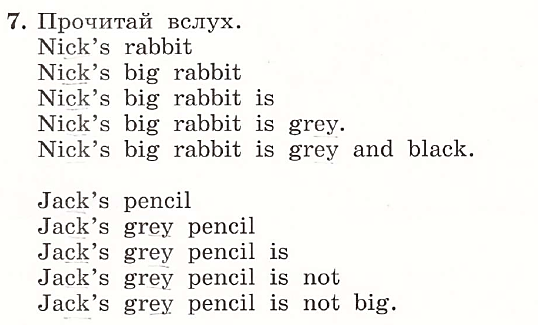 7. Прочитай вслух.
Nick's rabbit
Nick's big rabbit
Nick's big rabbit is
Nick's big rabbit is grey.
Nick's big rabbit is grey and black.
Jack's pencil
Jack's grey pencil
Jack's grey pencil is
Jack's grey pencil is not
Jack's grey pencil is not big.